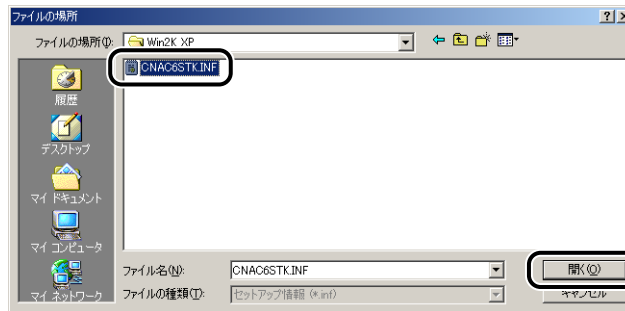 ファイルの場所
ファイルの場所(I): Win2K_XP
CNAC6STK.INF
履歴
デスクトップ
マイ ドキュメント
マイ コンピュータ
マイ ネットワーク
ファイル名(N): CNAC6STK.INF 開く(O)
ファイルの種類(T): セットアップ情報 (*.inf) キャンセル